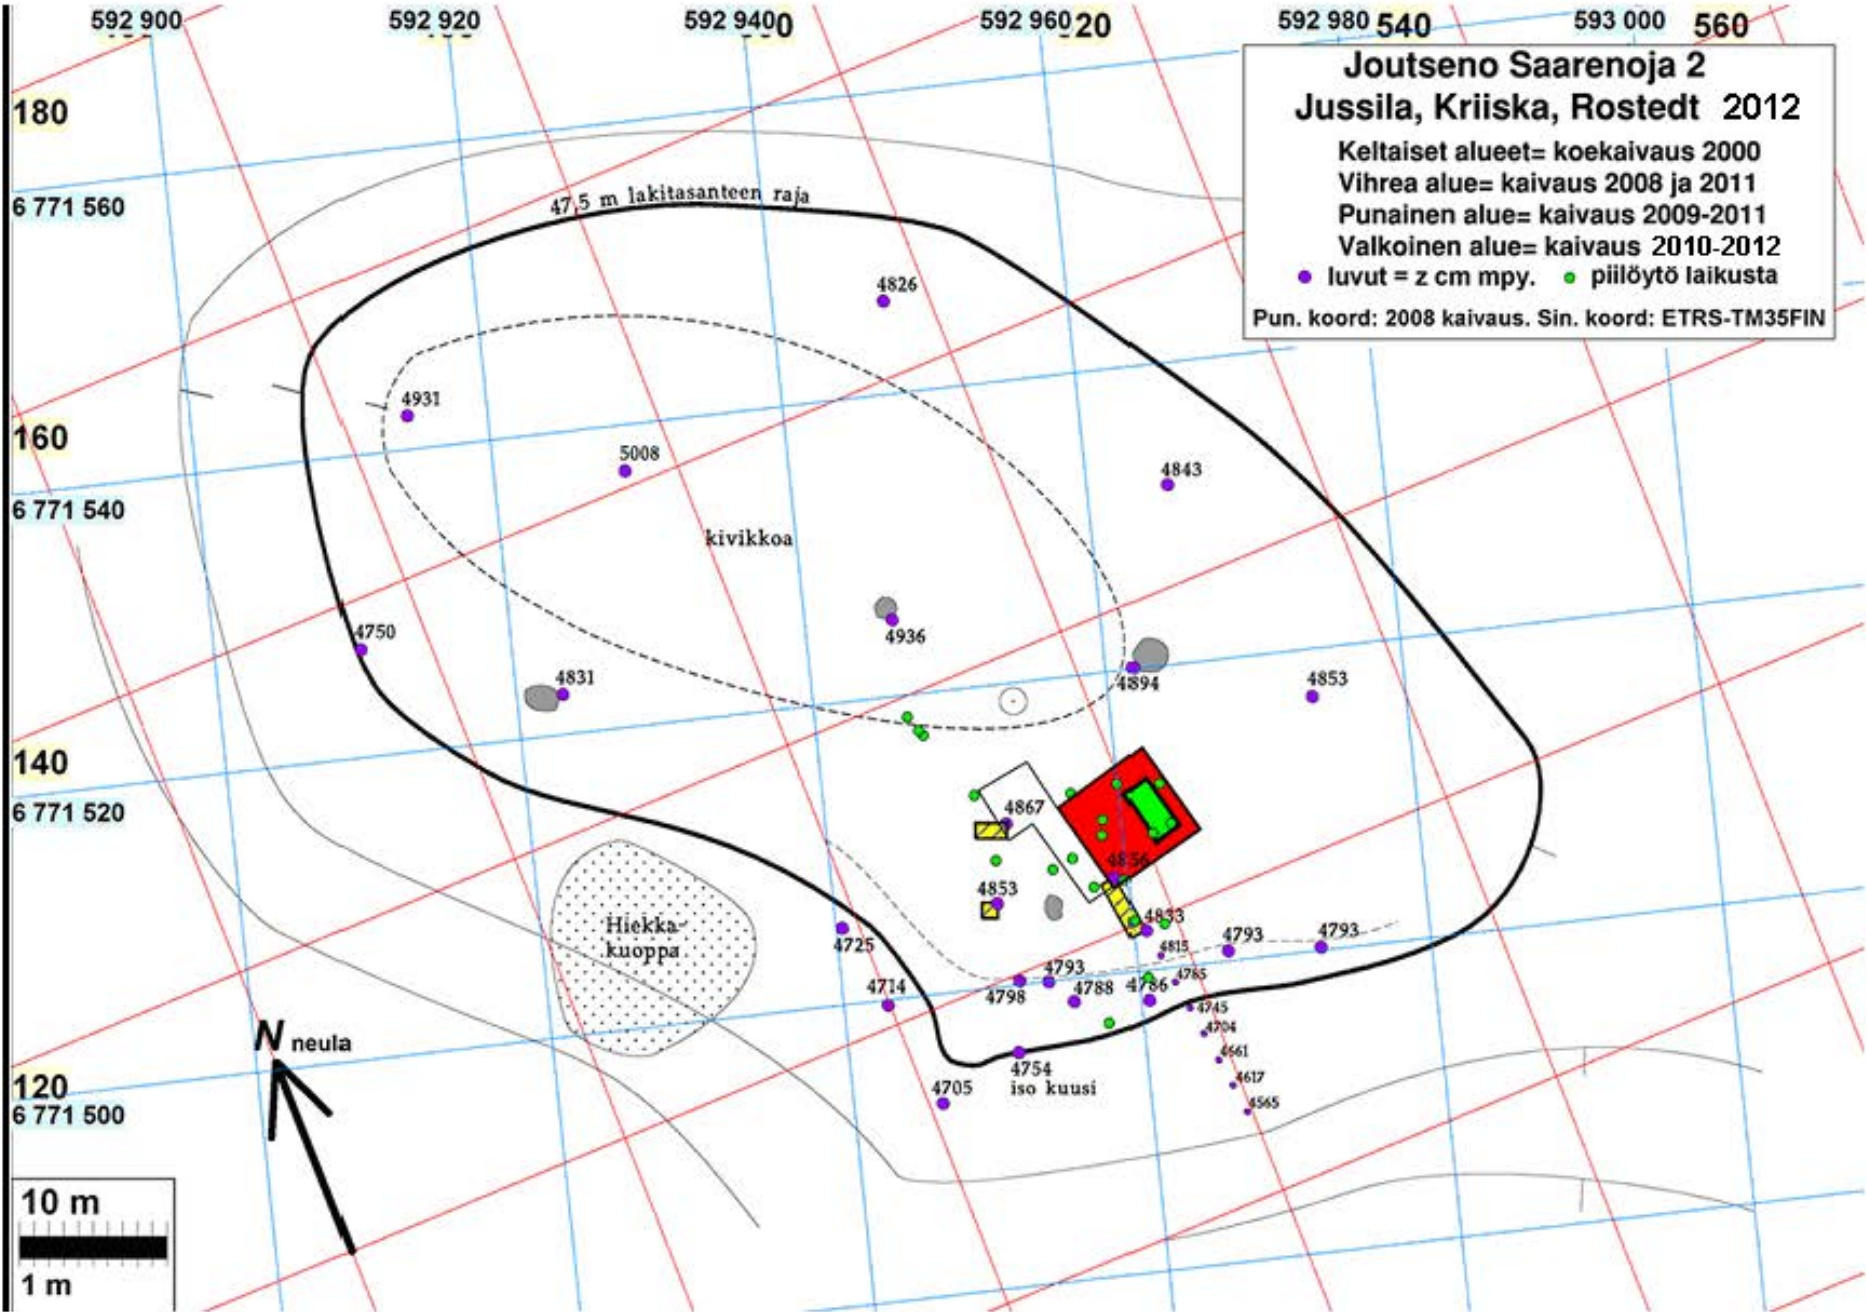 592 900
592 920
592 940
592 960
20
592 980
540
593 000
560
Joutseno Saarenoja 2
Jussila, Kriiska, Rostedt 2012
Keltaiset alueet= koekaivaus 2000
Vihrea alue= kaivaus 2008 ja 2011
Punainen alue= kaivaus 2009-2011
Valkoinen alue= kaivaus 2010-2012
luvut = z cm mpy.
piilöytö laikusta
Pun. koord: 2008 kaivaus. Sin. koord: ETRS-TM35FIN
180
6 771 560
47,5 m lakitasanteen raja
4826
4931
160
5008
4843
6 771 540
kivikkoa
4936
4750
4831
4894
4853
140
6 771 520
4867
4856
4853
4833
Hiekka-
kuoppa
4725
4815
4793
4793
4793
4785
4714
4798
4788
4786
4745
4704
N neula
4661
4754
iso kuusi
4617
4705
4565
120
6 771 500
10 m
1 m